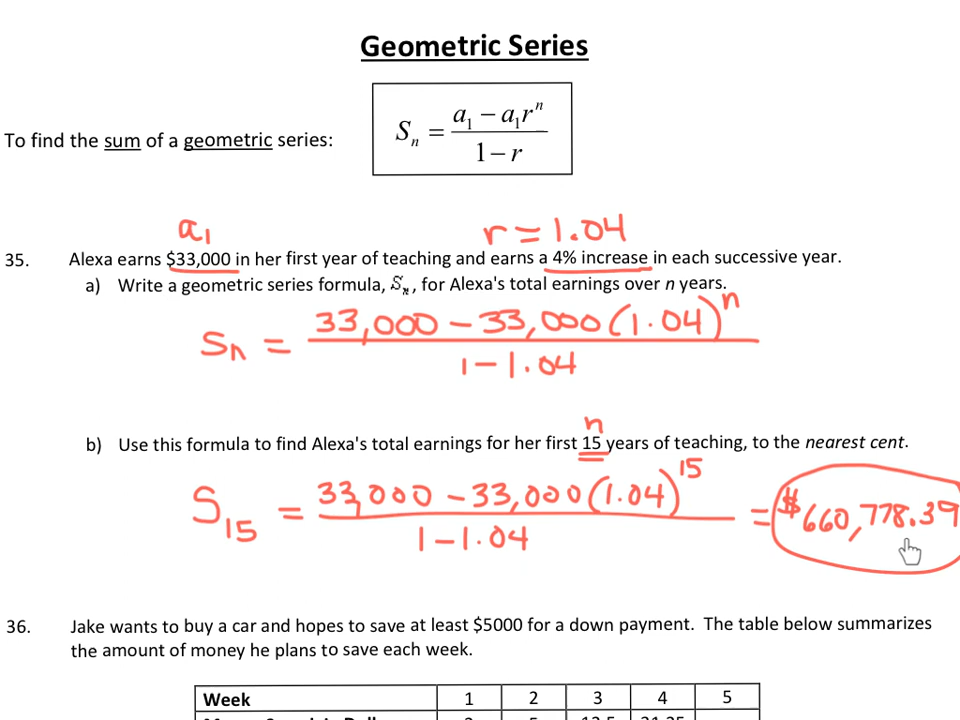 Geometric Series
To find the sum of a geometric series:
Sₙ = (a₁ − a₁rⁿ) / (1 − r)
a₁ r = 1.04
35. Alexa earns $33,000 in her first year of teaching and earns a 4% increase in each successive year.
a) Write a geometric series formula, Sₙ, for Alexa's total earnings over n years.
Sn = (33,000 − 33,000(1.04)ⁿ) / (1 − 1.04)
n
b) Use this formula to find Alexa's total earnings for her first 15 years of teaching, to the nearest cent.
S₁₅ = (33,000 − 33,000(1.04)¹⁵) / (1 − 1.04) = $660,778.39
36. Jake wants to buy a car and hopes to save at least $5000 for a down payment. The table below summarizes
the amount of money he plans to save each week.
Week 1 2 3 4 5